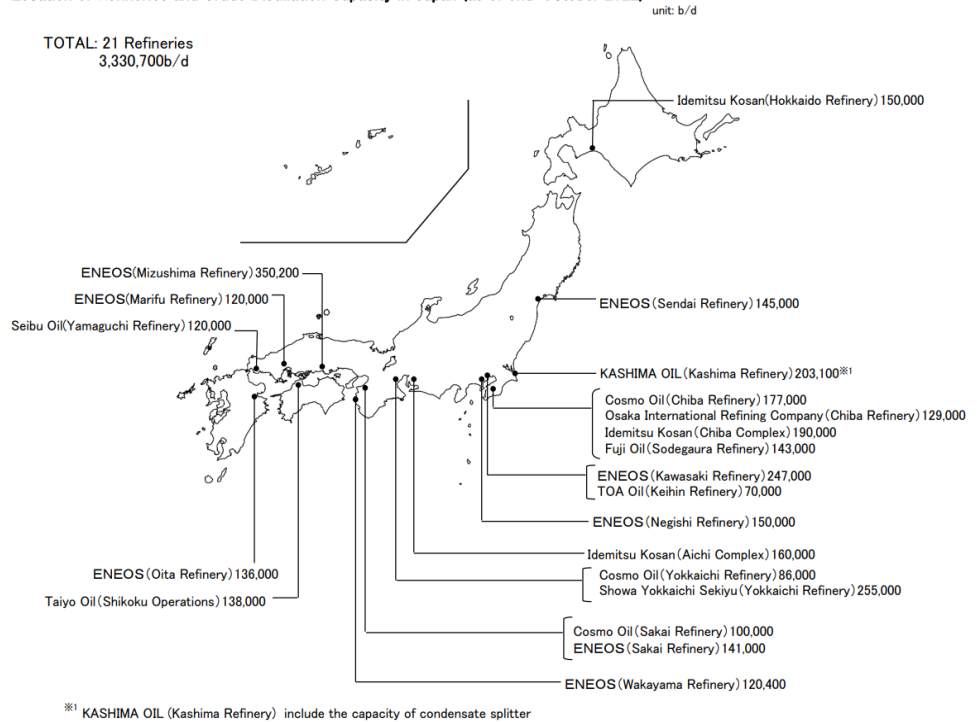 unit: b/d
TOTAL: 21 Refineries
3,330,700b/d
Idemitsu Kosan(Hokkaido Refinery) 150,000
ENEOS(Mizushima Refinery) 350,200
ENEOS(Marifu Refinery) 120,000
Seibu Oil(Yamaguchi Refinery) 120,000
ENEOS(Sendai Refinery) 145,000
KASHIMA OIL(Kashima Refinery) 203,100※1
Cosmo Oil(Chiba Refinery) 177,000
Osaka International Refining Company(Chiba Refinery) 129,000
Idemitsu Kosan(Chiba Complex) 190,000
Fuji Oil(Sodegaura Refinery) 143,000
ENEOS(Kawasaki Refinery) 247,000
TOA Oil(Keihin Refinery) 70,000
ENEOS(Negishi Refinery) 150,000
Idemitsu Kosan(Aichi Complex) 160,000
ENEOS(Oita Refinery) 136,000
Cosmo Oil(Yokkaichi Refinery) 86,000
Showa Yokkaichi Sekiyu(Yokkaichi Refinery) 255,000
Taiyo Oil(Shikoku Operations) 138,000
Cosmo Oil(Sakai Refinery) 100,000
ENEOS(Sakai Refinery) 141,000
ENEOS(Wakayama Refinery) 120,400
※1 KASHIMA OIL (Kashima Refinery) include the capacity of condensate splitter